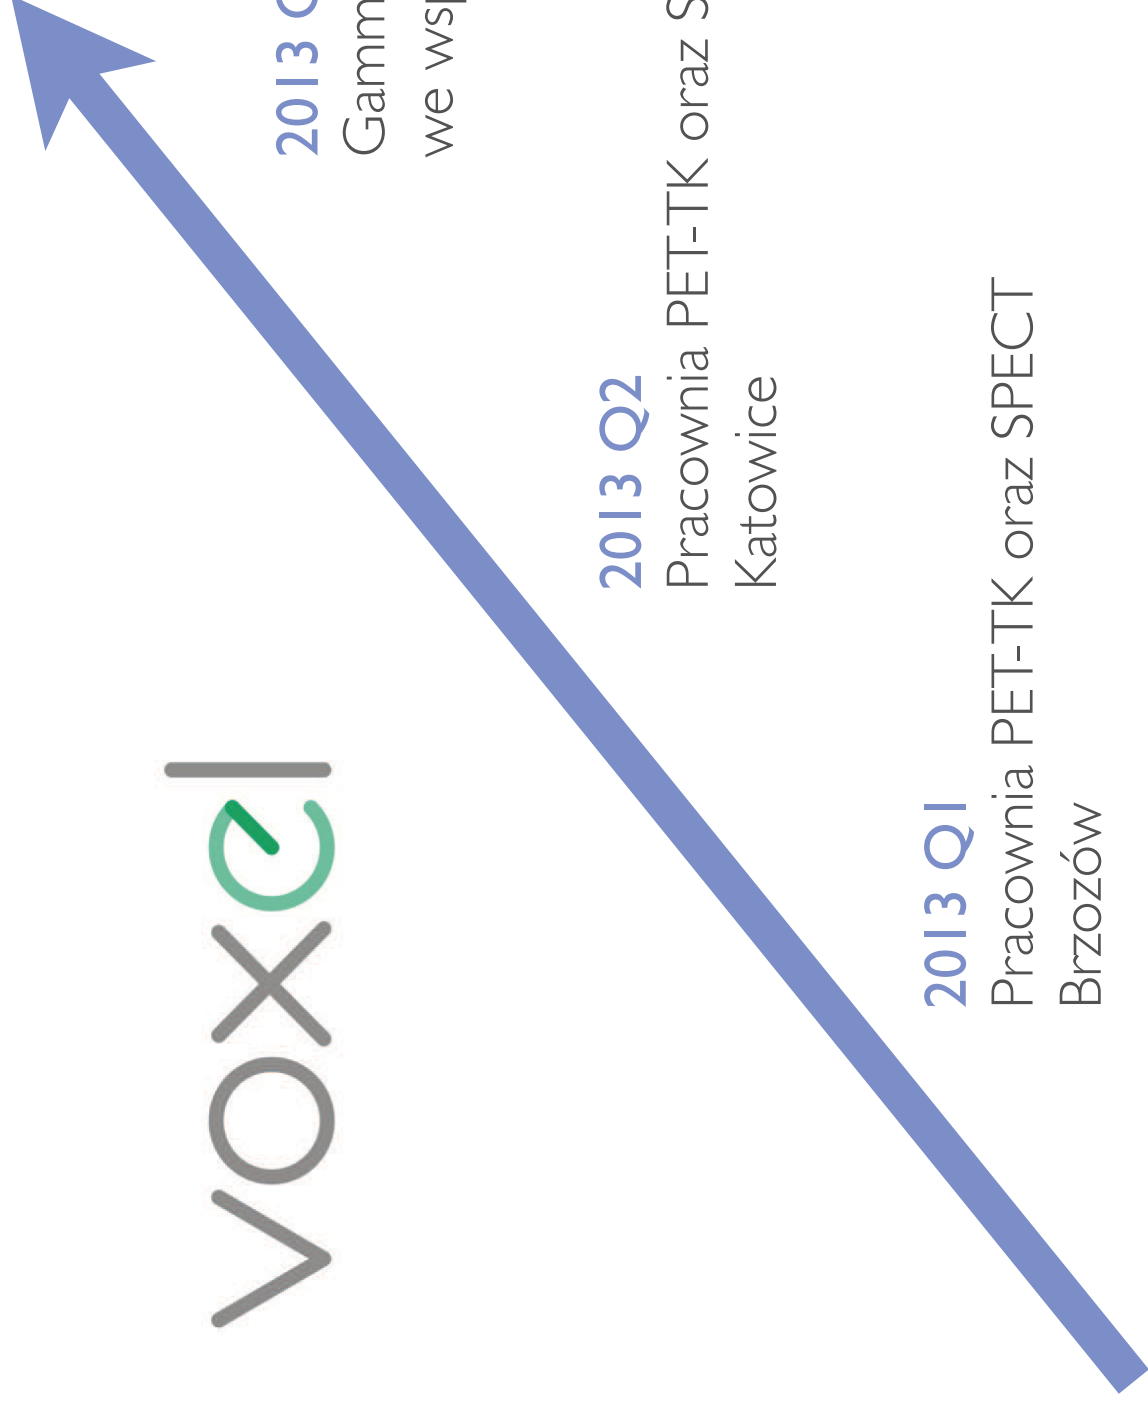 voxel
2013 Q
Gamm
we wsp
2013 Q2
Pracownia PET-TK oraz S
Katowice
2013 Q1
Pracownia PET-TK oraz SPECT
Brzozów